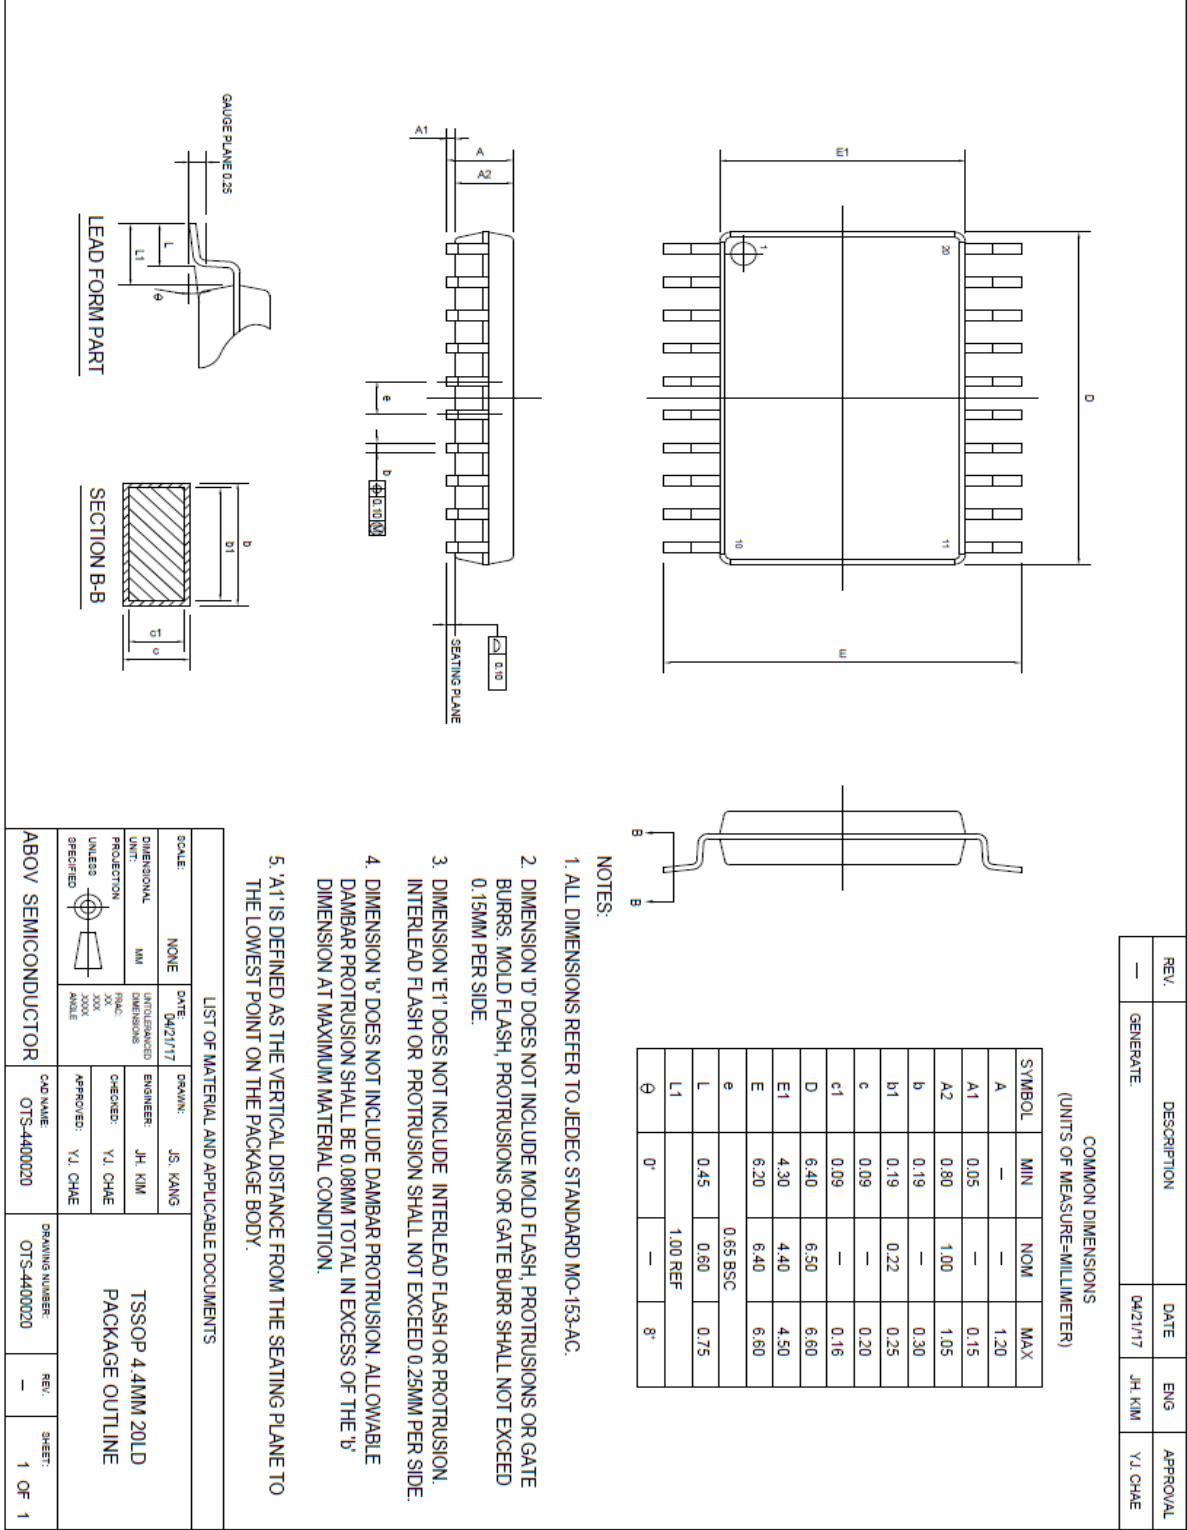 REV. DESCRIPTION DATE ENG APPROVAL
— GENERATE. 04/21/17 JH. KIM YJ. CHAE
COMMON DIMENSIONS
(UNITS OF MEASURE=MILLIMETER)
SYMBOL MIN NOM MAX
A — — 1.20
A1 0.05 — 0.15
A2 0.80 1.00 1.05
b 0.19 — 0.30
b1 0.19 0.22 0.25
c 0.09 — 0.20
c1 0.09 — 0.16
D 6.40 6.50 6.60
E1 4.30 4.40 4.50
E 6.20 6.40 6.60
e 0.65 BSC
L 0.45 0.60 0.75
L1 1.00 REF
θ 0° — 8°
D
20
11
1
10
E1
E
B B
A1
A
A2
e
b
0.10 M
0.10
SEATING PLANE
GAUGE PLANE 0.25
L
L1
θ
LEAD FORM PART
b
b1
c1
c
SECTION B-B
NOTES:
1. ALL DIMENSIONS REFER TO JEDEC STANDARD MO-153-AC.
2. DIMENSION 'D' DOES NOT INCLUDE MOLD FLASH, PROTRUSIONS OR GATE
BURRS. MOLD FLASH, PROTRUSIONS OR GATE BURR SHALL NOT EXCEED
0.15MM PER SIDE.
3. DIMENSION 'E1' DOES NOT INCLUDE INTERLEAD FLASH OR PROTRUSION.
INTERLEAD FLASH OR PROTRUSION SHALL NOT EXCEED 0.25MM PER SIDE.
4. DIMENSION 'b' DOES NOT INCLUDE DAMBAR PROTRUSION. ALLOWABLE
DAMBAR PROTRUSION SHALL BE 0.08MM TOTAL IN EXCESS OF THE 'b'
DIMENSION AT MAXIMUM MATERIAL CONDITION.
5. 'A1' IS DEFINED AS THE VERTICAL DISTANCE FROM THE SEATING PLANE TO
THE LOWEST POINT ON THE PACKAGE BODY.
LIST OF MATERIAL AND APPLICABLE DOCUMENTS
SCALE: NONE
DATE: 04/21/17
DRAWN: JS. KANG
DIMENSIONAL
UNIT: MM
UNTOLERANCED
DIMENSIONS
ENGINEER: JH. KIM
PROJECTION
UNLESS
SPECIFIED
FRAC:
.XX
.XXX
.XXXX
ANGLE
CHECKED: YJ. CHAE
APPROVED: YJ. CHAE
TSSOP 4.4MM 20LD
PACKAGE OUTLINE
ABOV SEMICONDUCTOR
CAD NAME:
OTS-4400020
DRAWING NUMBER:
OTS-4400020
REV.
—
SHEET:
1 OF 1